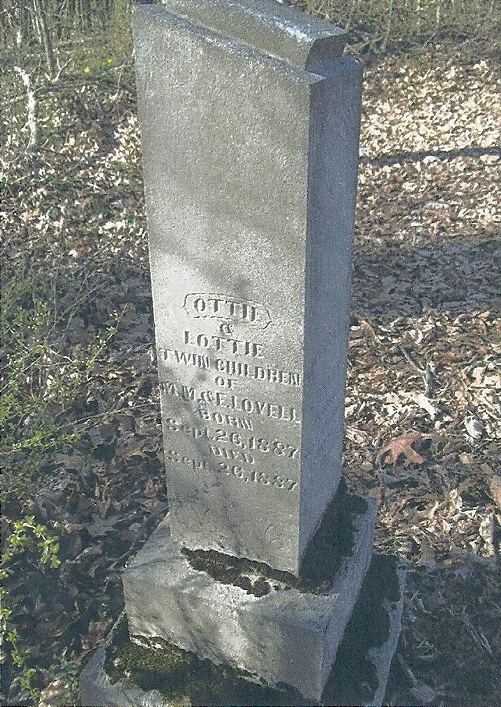 OTTIE
&
LOTTIE
TWIN CHILDREN
OF
M.M.&E.LOVELL
BORN
Sept.26,1887
DIED
Sept.26,1887